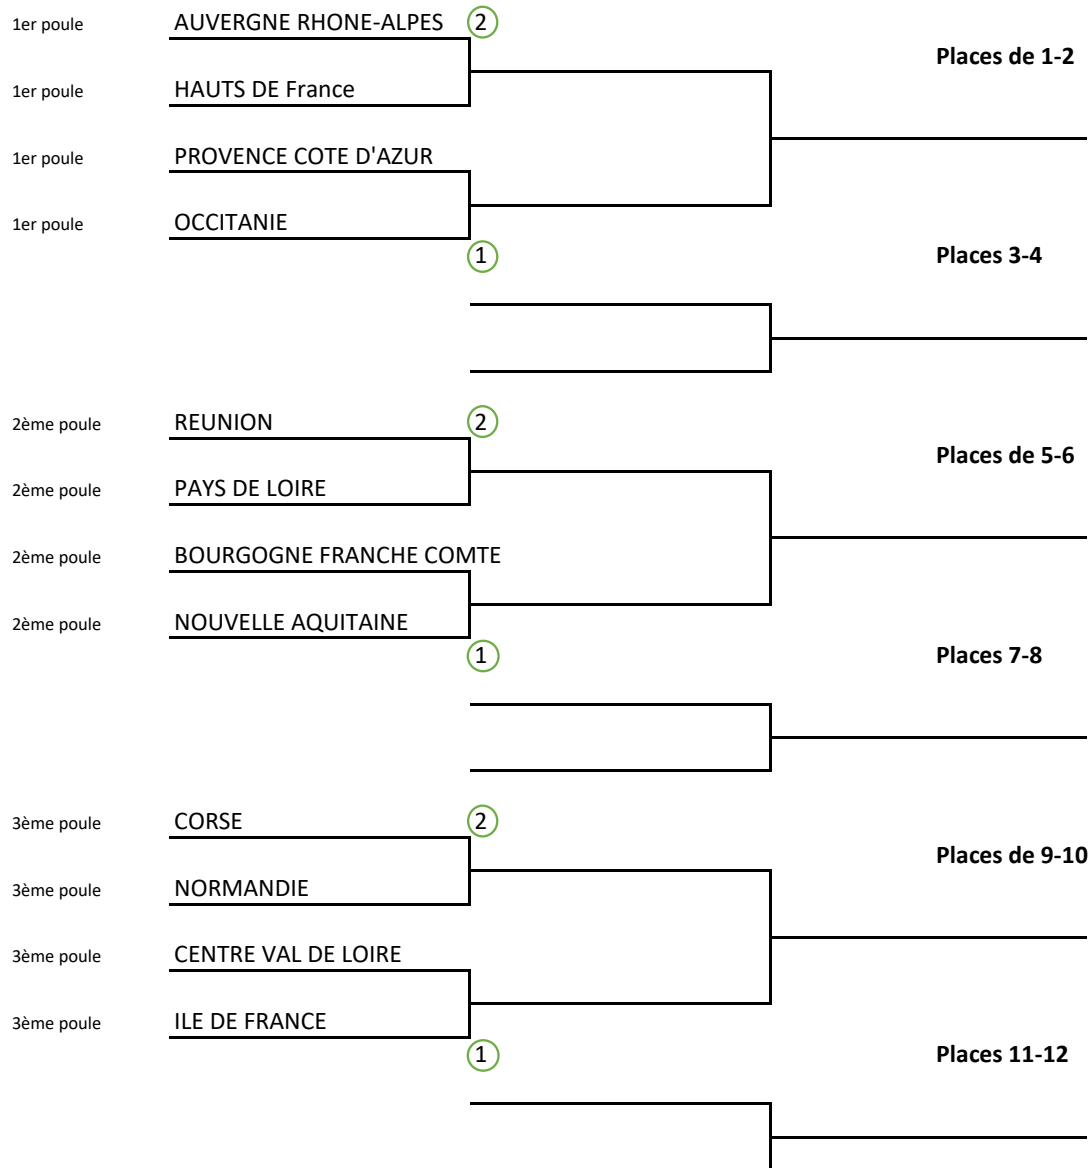 1er poule AUVERGNE RHONE-ALPES 2
Places de 1-2
1er poule HAUTS DE France
1er poule PROVENCE COTE D'AZUR
1er poule OCCITANIE
1 Places 3-4
2ème poule REUNION 2
Places de 5-6
2ème poule PAYS DE LOIRE
2ème poule BOURGOGNE FRANCHE COMTE
2ème poule NOUVELLE AQUITAINE
1 Places 7-8
3ème poule CORSE 2
Places de 9-10
3ème poule NORMANDIE
3ème poule CENTRE VAL DE LOIRE
3ème poule ILE DE FRANCE
1 Places 11-12